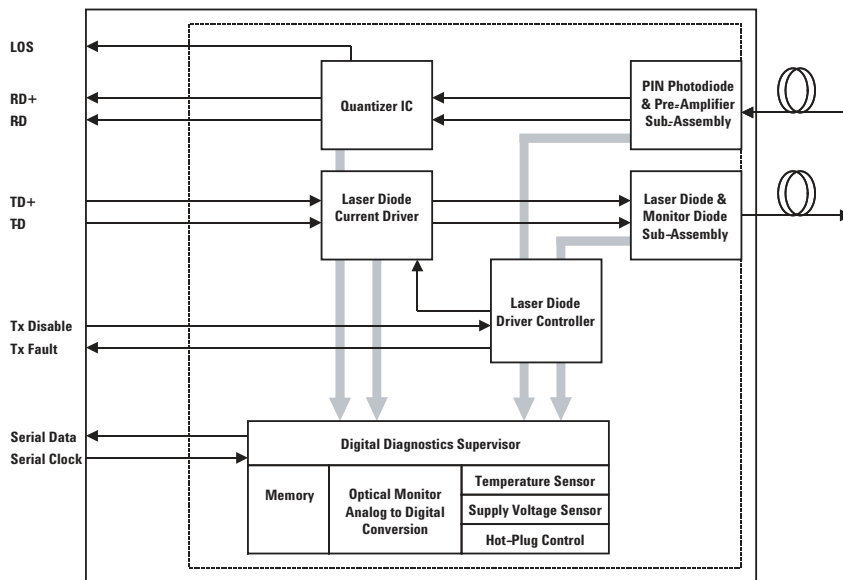 LOS
RD+
RD
TD+
TD
Tx Disable
Tx Fault
Serial Data
Serial Clock
Quantizer IC
PIN Photodiode
& Pre-Amplifier
Sub-Assembly
Laser Diode
Current Driver
Laser Diode &
Monitor Diode
Sub-Assembly
Laser Diode
Driver Controller
Digital Diagnostics Supervisor
Memory
Optical Monitor
Analog to Digital
Conversion
Temperature Sensor
Supply Voltage Sensor
Hot-Plug Control